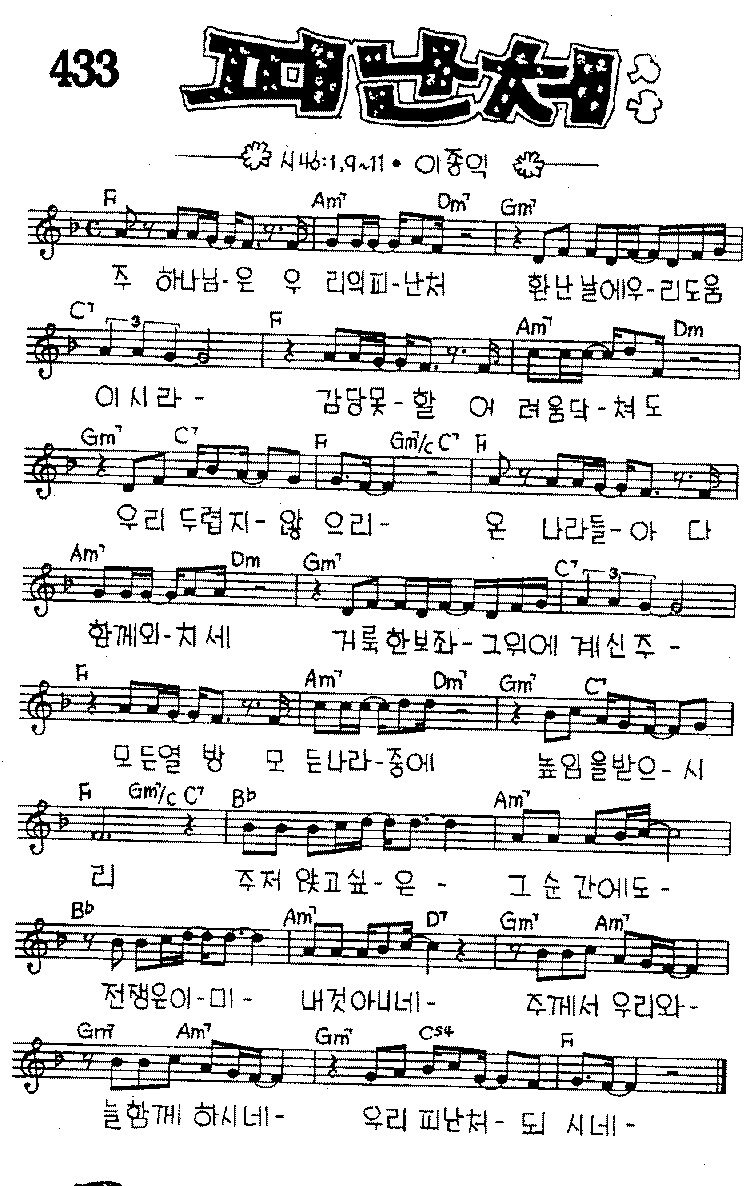 433
피난처
시46:1,9~11 • 이종익
F Am7 Dm7 Gm7
주 하나님-은 우 리의피-난처 환난날에우-리도움
C7 3 F Am7 Dm
이시라- 감당못-할 어 려움닥-쳐도
Gm7 C7 F Gm7/C C7 F
우리 두렵지-않 으리- 온 나라들-아 다
Am7 Dm Gm7 C7 3
함께외-치세 거룩한보좌-그위에 계신주-
F Am7 Dm7 Gm7 C7
모든열 방 모 든나라-중에 높임을받으-시
F Gm7/C C7 Bb Am7
리 주저 앉고싶-은- 그 순 간에도-
Bb Am7 D7 Gm7 Am7
전쟁은이-미- 내것아니네- 주께서 우리와-
Gm7 Am7 Gm7 Cs4 F
늘함께 하시네- 우리 피난처-되 시네-